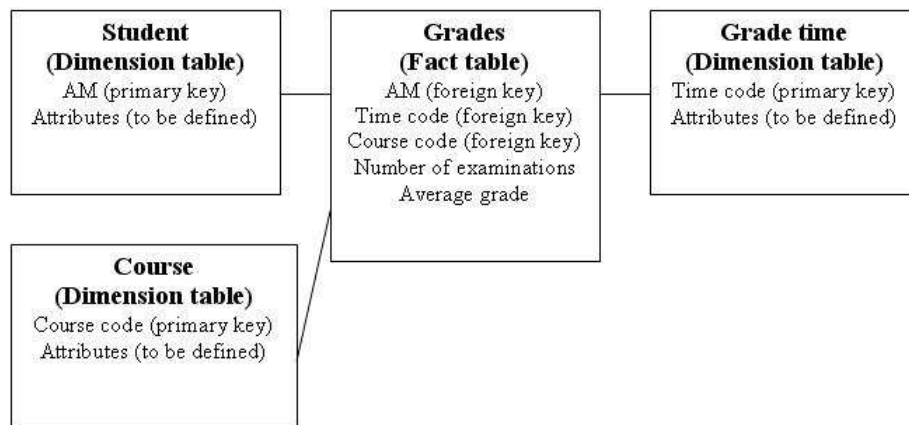 Student
(Dimension table)
AM (primary key)
Attributes (to be defined)
Grades
(Fact table)
AM (foreign key)
Time code (foreign key)
Course code (foreign key)
Number of examinations
Average grade
Grade time
(Dimension table)
Time code (primary key)
Attributes (to be defined)
Course
(Dimension table)
Course code (primary key)
Attributes (to be defined)